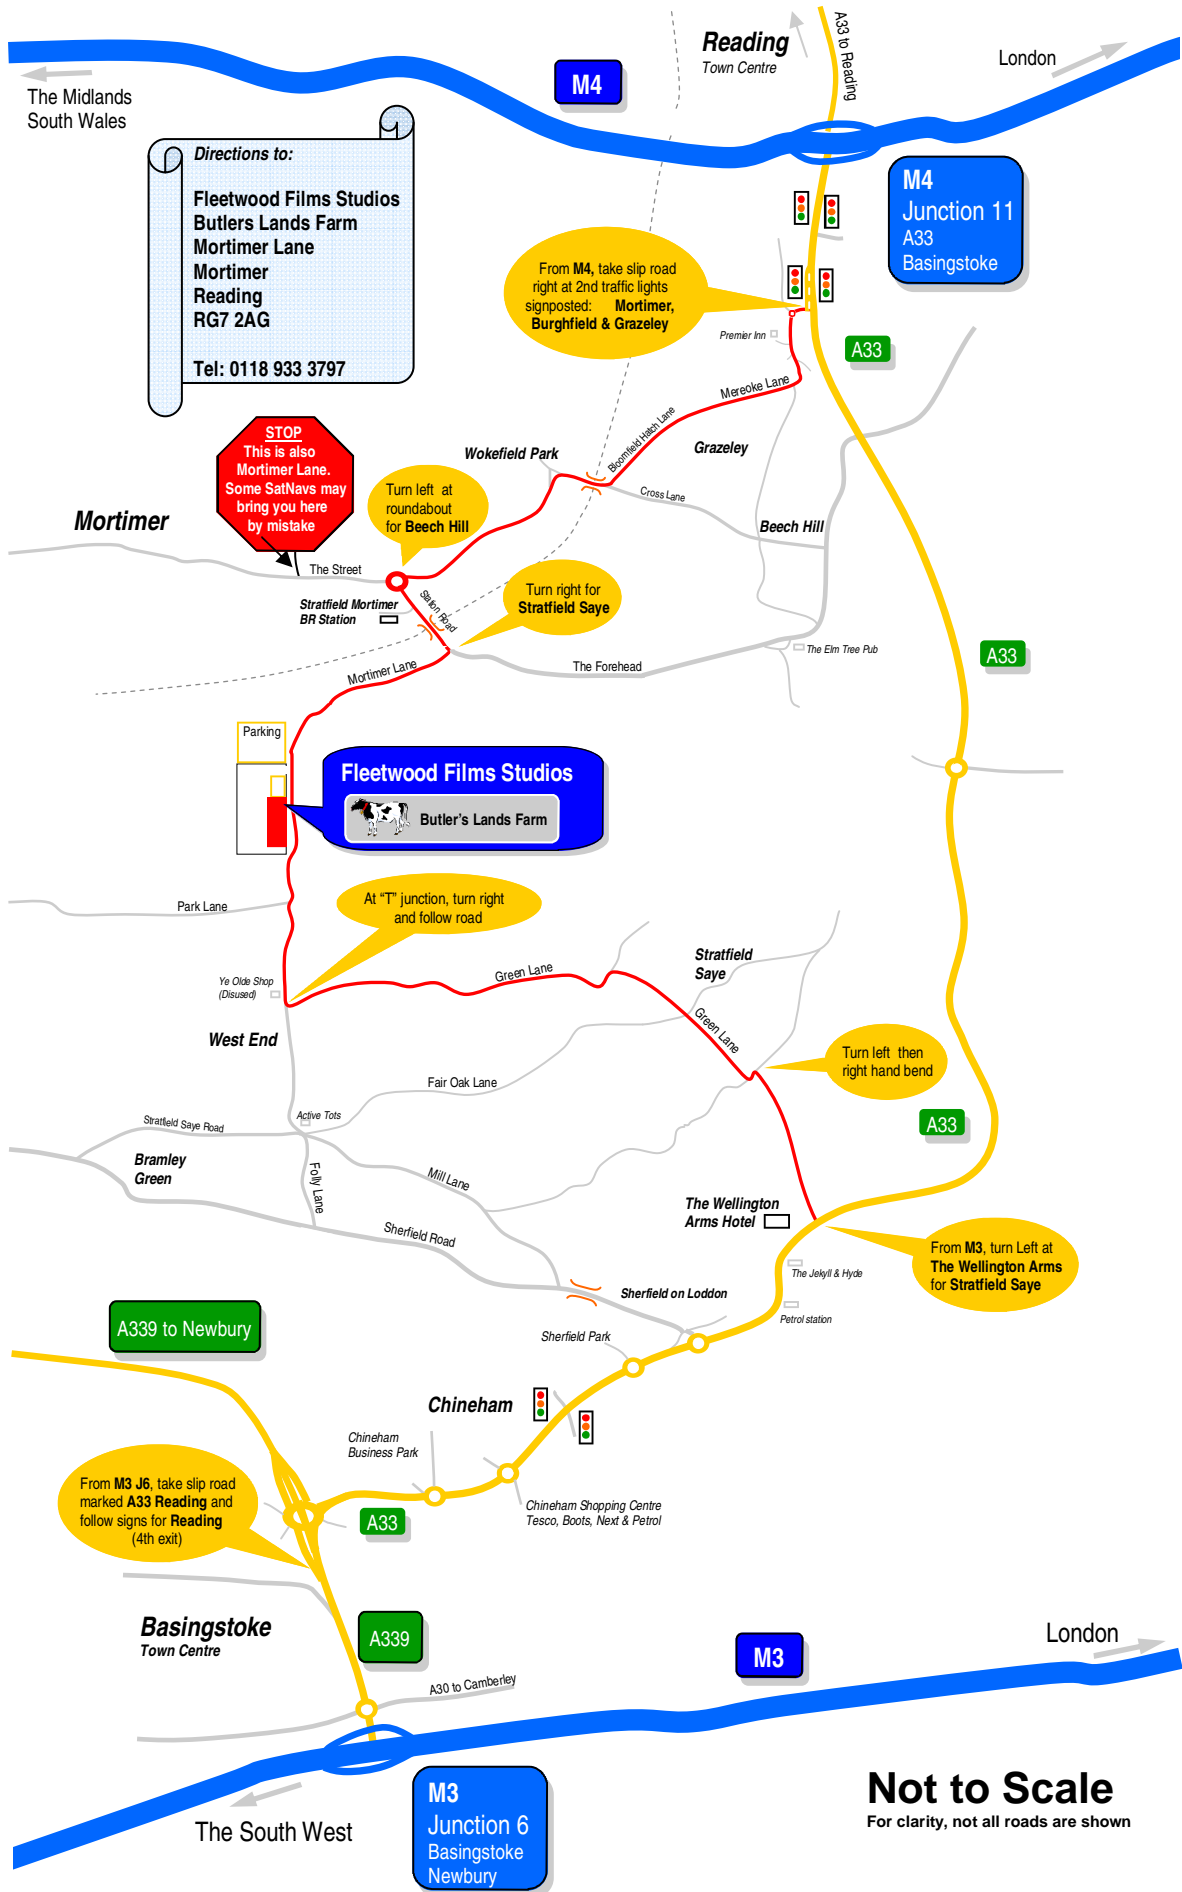 Reading
Town Centre
A33 to Reading
London
M4
The Midlands
South Wales
Directions to:
Fleetwood Films Studios
Butlers Lands Farm
Mortimer Lane
Mortimer
Reading
RG7 2AG
Tel: 0118 933 3797
M4
Junction 11
A33
Basingstoke
From M4, take slip road
right at 2nd traffic lights
signposted: Mortimer,
Burghfield & Grazeley
Premier Inn
A33
Mereoke Lane
Bloomfield Hatch Lane
Grazeley
Wokefield Park
Cross Lane
Beech Hill
STOP
This is also
Mortimer Lane.
Some SatNavs may
bring you here
by mistake
Turn left at
roundabout
for Beech Hill
Mortimer
The Street
Stratfield Mortimer
BR Station
Station Road
Turn right for
Stratfield Saye
The Elm Tree Pub
A33
The Forehead
Mortimer Lane
Parking
Fleetwood Films Studios
Butler's Lands Farm
Park Lane
At “T” junction, turn right
and follow road
Stratfield
Saye
Green Lane
Ye Olde Shop
(Disused)
Green Lane
West End
Turn left then
right hand bend
Fair Oak Lane
Active Tots
Stratfield Saye Road
A33
Bramley
Green
Folly Lane
Mill Lane
The Wellington
Arms Hotel
Sherfield Road
From M3, turn Left at
The Wellington Arms
for Stratfield Saye
The Jekyll & Hyde
Sherfield on Loddon
Petrol station
A339 to Newbury
Sherfield Park
Chineham
Chineham
Business Park
From M3 J6, take slip road
marked A33 Reading and
follow signs for Reading
(4th exit)
A33
Chineham Shopping Centre
Tesco, Boots, Next & Petrol
Basingstoke
Town Centre
A339
M3
London
A30 to Camberley
M3
Junction 6
Basingstoke
Newbury
The South West
Not to Scale
For clarity, not all roads are shown